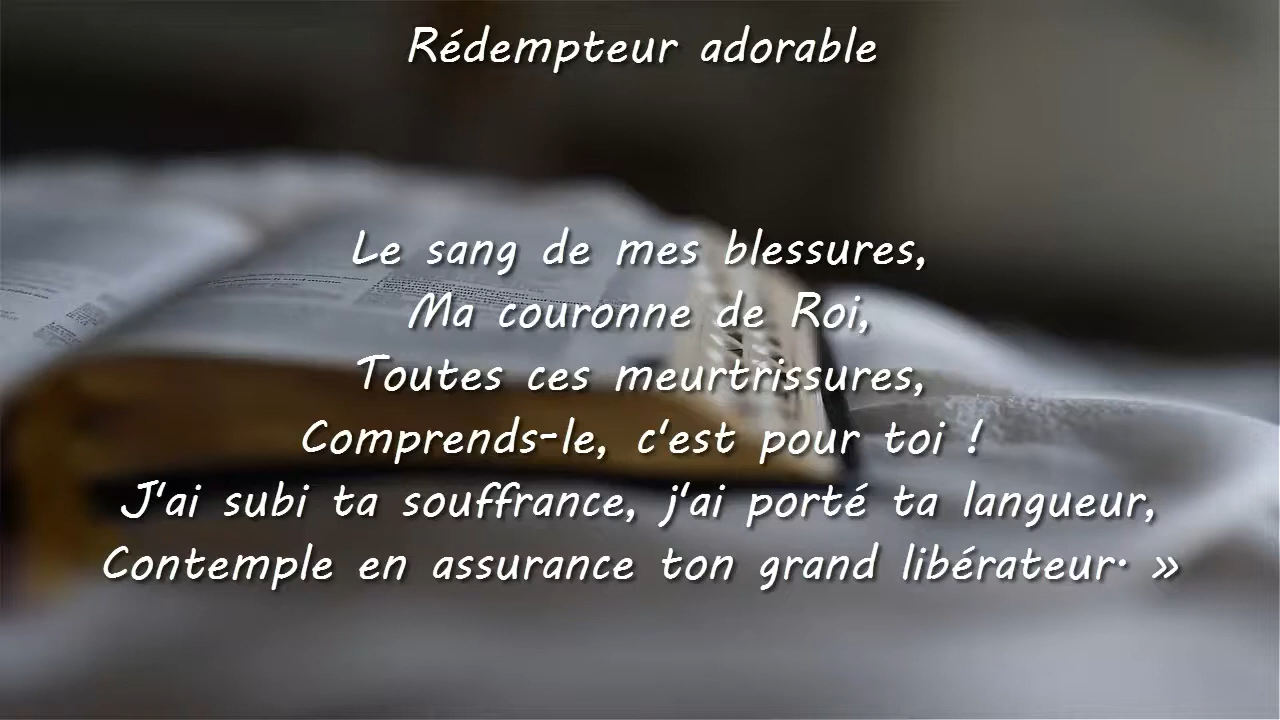 Rédempteur adorable
Le sang de mes blessures,
Ma couronne de Roi,
Toutes ces meurtrissures,
Comprends-le, c'est pour toi !
J'ai subi ta souffrance, j'ai porté ta langueur,
Contemple en assurance ton grand libérateur· »